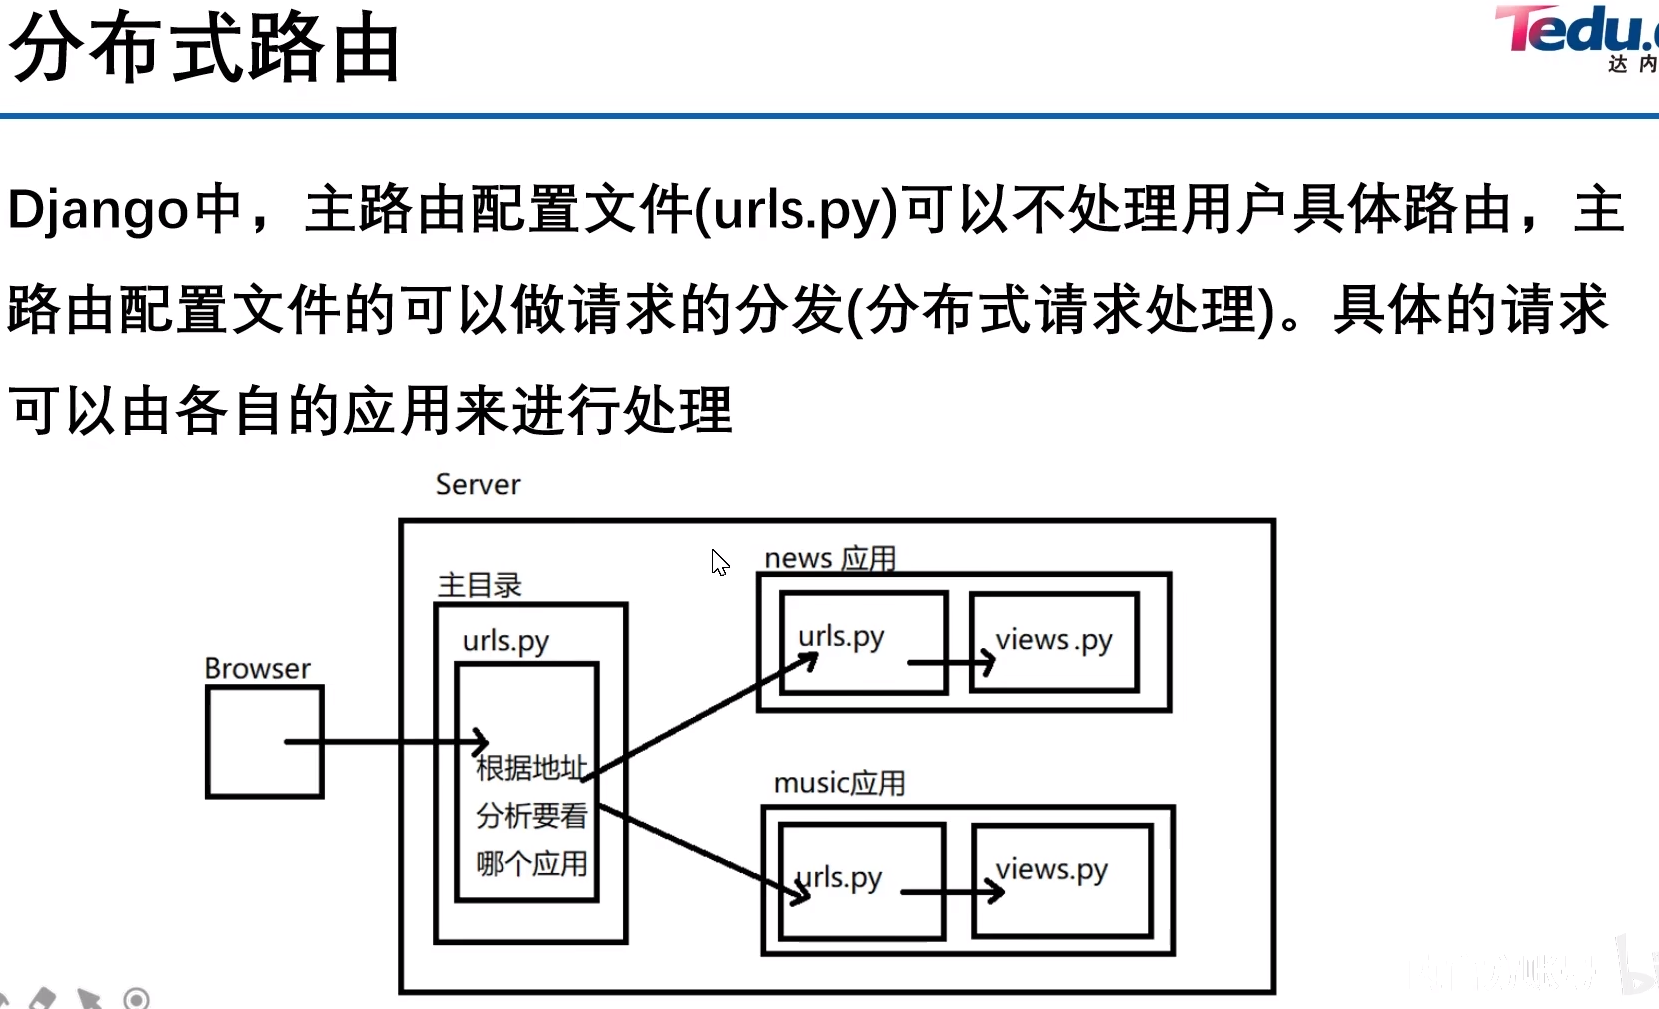 分布式路由
Tedu.
达内
Django中，主路由配置文件(urls.py)可以不处理用户具体路由，主
路由配置文件的可以做请求的分发(分布式请求处理)。具体的请求
可以由各自的应用来进行处理
Server
主目录
urls.py
Browser
根据地址
分析要看
哪个应用
news 应用
urls.py
views.py
music应用
urls.py
views.py